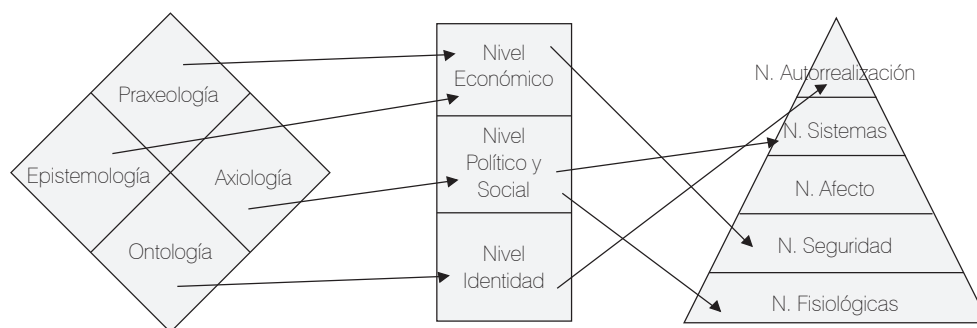 Praxeología
Epistemología
Axiología
Ontología
Nivel
Económico
Nivel
Político y
Social
Nivel
Identidad
N. Autorrealización
N. Sistemas
N. Afecto
N. Seguridad
N. Fisiológicas